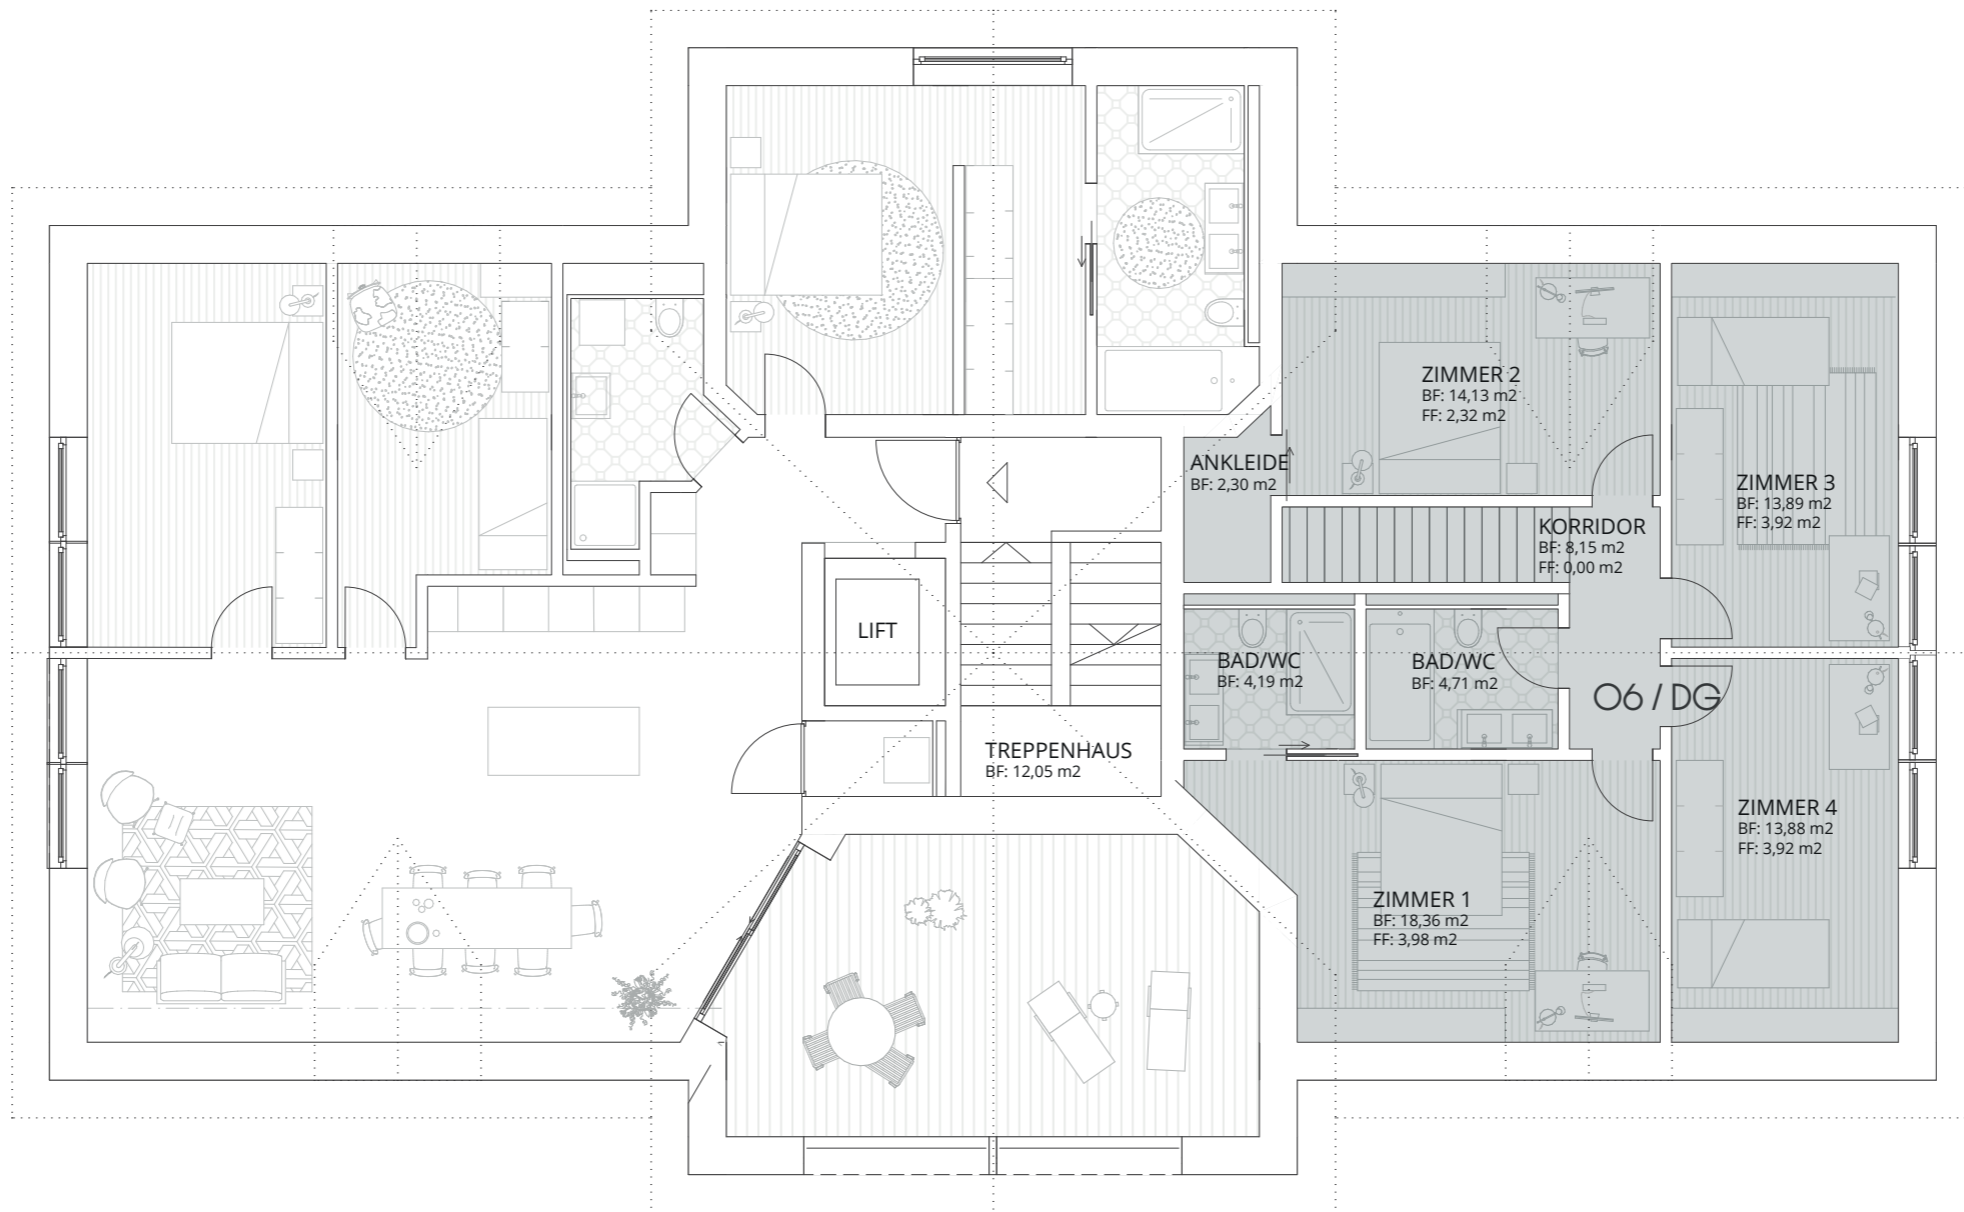 ZIMMER 2
BF: 14,13 m2
FF: 2,32 m2
ANKLEIDE
BF: 2,30 m2
ZIMMER 3
BF: 13,89 m2
FF: 3,92 m2
KORRIDOR
BF: 8,15 m2
FF: 0,00 m2
LIFT
BAD/WC
BF: 4,19 m2
BAD/WC
BF: 4,71 m2
O6 / DG
TREPPENHAUS
BF: 12,05 m2
ZIMMER 4
BF: 13,88 m2
FF: 3,92 m2
ZIMMER 1
BF: 18,36 m2
FF: 3,98 m2